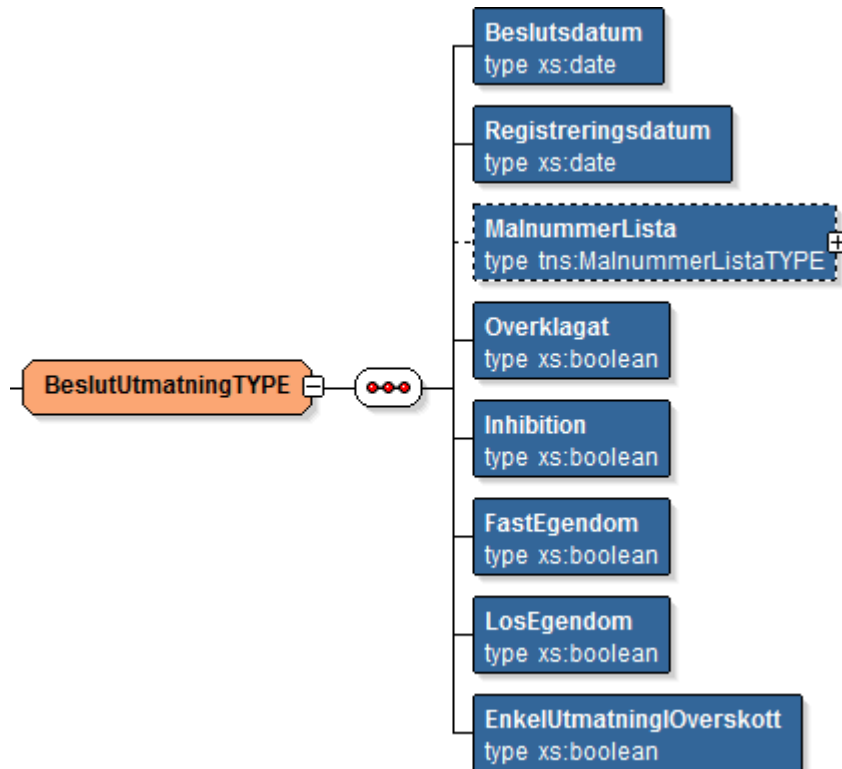 Beslutsdatum
type xs:date
Registreringsdatum
type xs:date
MalnummerLista
type tns:MalnummerListaTYPE
Overklagat
type xs:boolean
BeslutUtmatningTYPE
Inhibition
type xs:boolean
FastEgendom
type xs:boolean
LosEgendom
type xs:boolean
EnkelUtmatningIOverskott
type xs:boolean